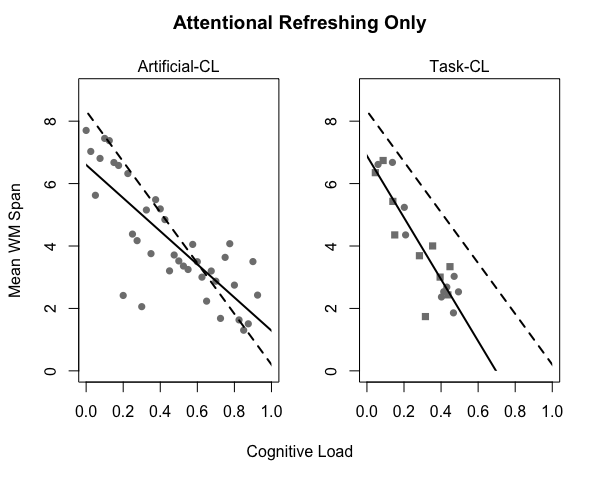 Attentional Refreshing Only
Artificial-CL
Task-CL
Mean WM Span
8
6
4
2
0
8
6
4
2
0
0.0 0.2 0.4 0.6 0.8 1.0
0.0 0.2 0.4 0.6 0.8 1.0
Cognitive Load